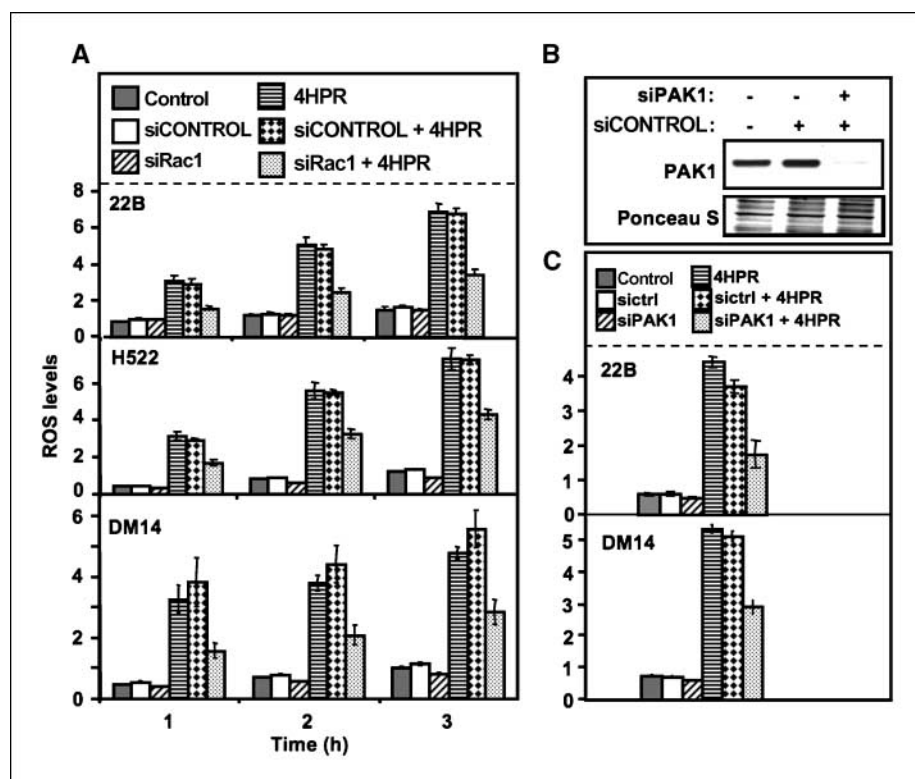 A
Control
siCONTROL
siRac1
4HPR
siCONTROL + 4HPR
siRac1 + 4HPR
ROS levels
22B
8
6
4
2
0
H522
8
6
4
2
0
DM14
6
4
2
0
1 2 3
Time (h)
B
siPAK1: - - +
siCONTROL: - + +
PAK1
Ponceau S
C
Control
sictrl
siPAK1
4HPR
sictrl + 4HPR
siPAK1 + 4HPR
22B
4
3
2
1
0
DM14
5
4
3
2
1
0